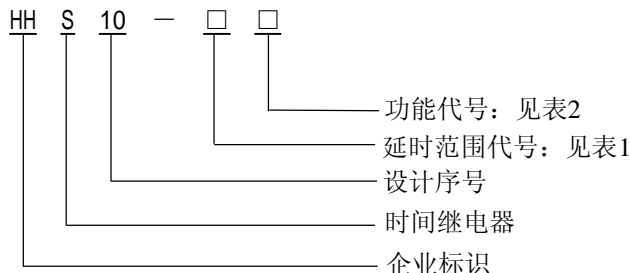 HH S 10 － □ □
功能代号：见表2
延时范围代号：见表1
设计序号
时间继电器
企业标识